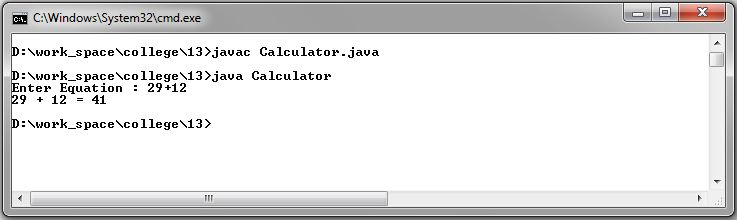 C:\Windows\System32\cmd.exe
D:\work_space\college\13>javac Calculator.java
D:\work_space\college\13>java Calculator
Enter Equation : 29+12
29 + 12 = 41
D:\work_space\college\13>